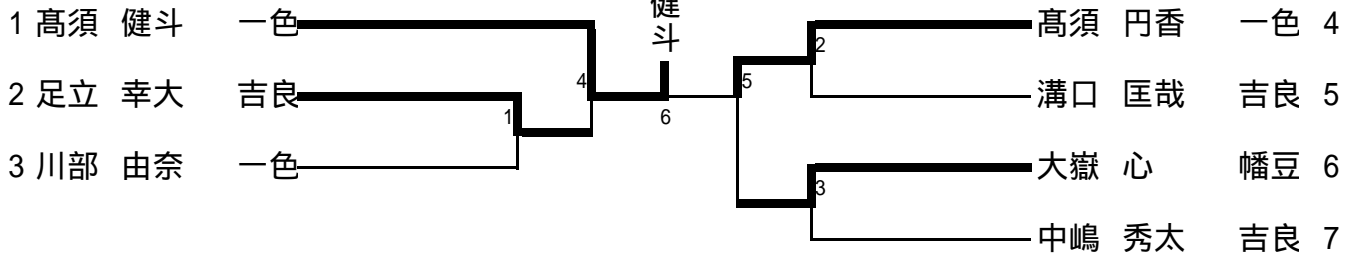 健斗
1 髙須 健斗 一色
2 足立 幸大 吉良
3 川部 由奈 一色
4
1
6
5
2
3
髙須 円香 一色 4
溝口 匡哉 吉良 5
大嶽 心 幡豆 6
中嶋 秀太 吉良 7